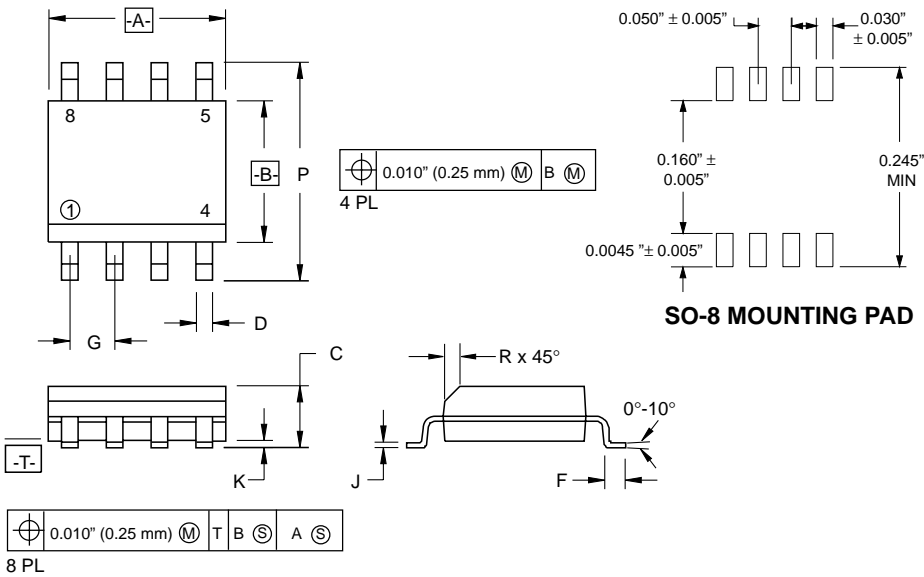 -A-
8 5
1 4
-B- P
G D
0.010” (0.25 mm) M B M
4 PL
0.050” ± 0.005”
0.030”
± 0.005”
0.160” ±
0.005”
0.245”
MIN
0.0045 ”± 0.005”
SO-8 MOUNTING PAD
C
-T-
K
R x 45°
0°-10°
J F
0.010” (0.25 mm) M T B S A S
8 PL